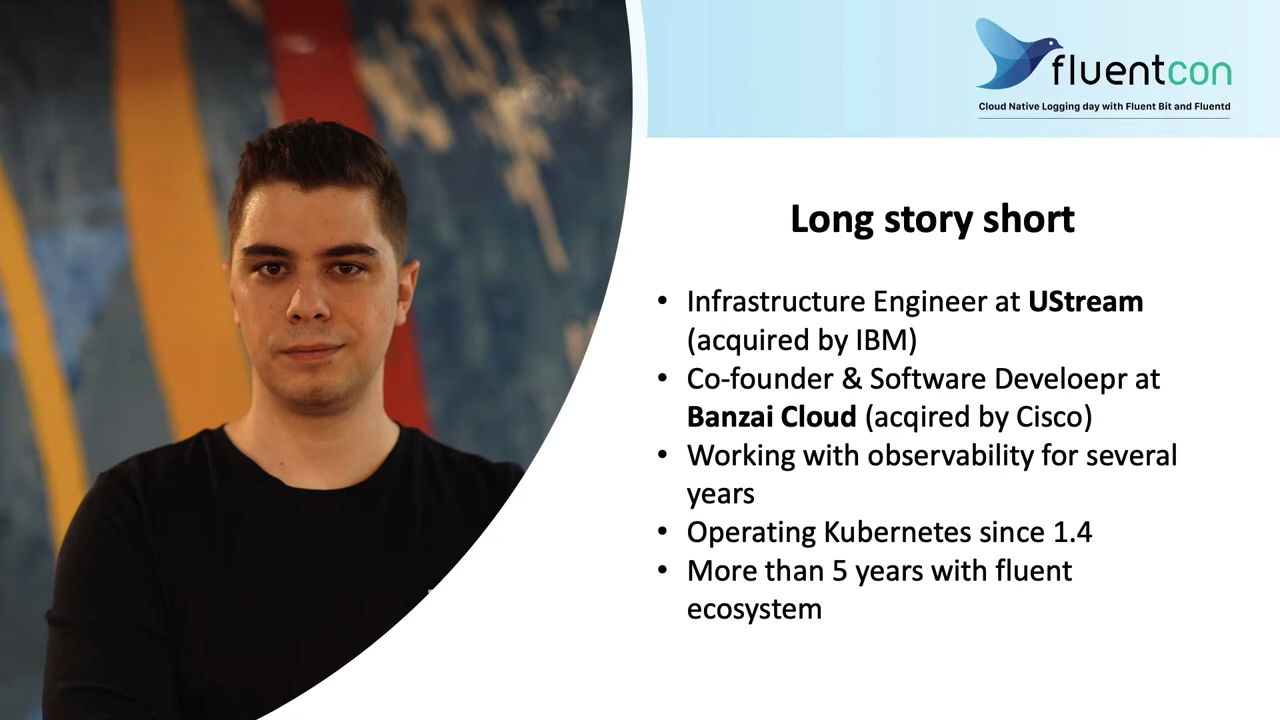 fluentcon
Cloud Native Logging day with Fluent Bit and Fluentd
Long story short
• Infrastructure Engineer at UStream
(acquired by IBM)
• Co-founder & Software Develoepr at
Banzai Cloud (acqired by Cisco)
• Working with observability for several
years
• Operating Kubernetes since 1.4
• More than 5 years with fluent
ecosystem